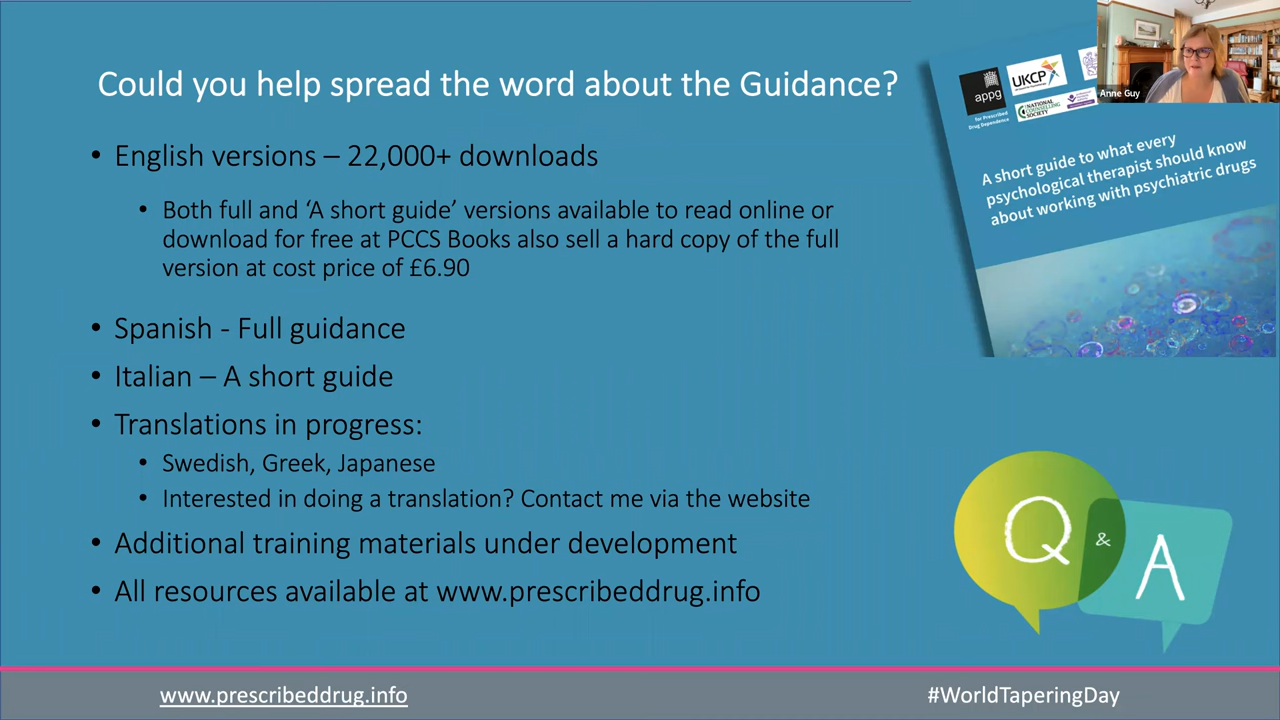 Could you help spread the word about the Guidance?
• English versions – 22,000+ downloads
• Both full and ‘A short guide’ versions available to read online or
download for free at PCCS Books also sell a hard copy of the full
version at cost price of £6.90
• Spanish - Full guidance
• Italian – A short guide
• Translations in progress:
• Swedish, Greek, Japanese
• Interested in doing a translation? Contact me via the website
• Additional training materials under development
• All resources available at www.prescribeddrug.info
appg
for Prescribed
Drug Dependence
UKCP
NATIONAL
COUNSELLING
SOCIETY
Anne Guy
A short guide to what every
psychological therapist should know
about working with psychiatric drugs
Q & A
www.prescribeddrug.info
#WorldTaperingDay